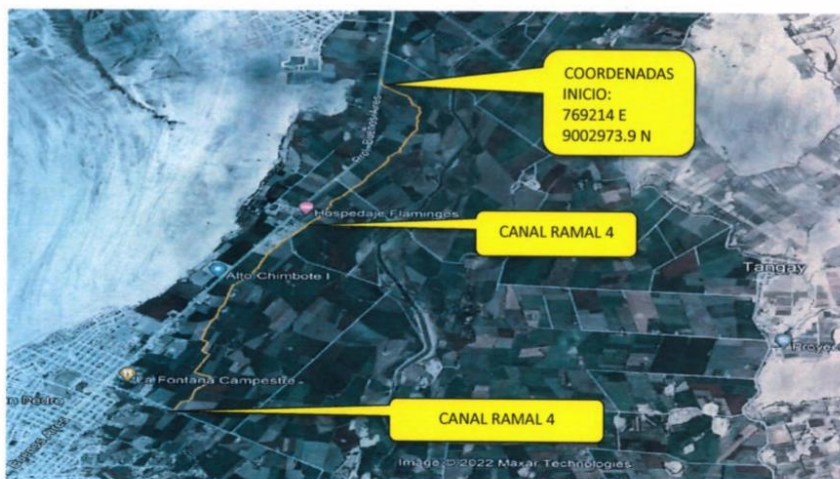 COORDENADAS
INICIO:
769214 E
9002973.9 N
Hospedaje Flamingos
CANAL RAMAL 4
Alto Chimbote I
Tangay
La Fontana Campestre
CANAL RAMAL 4
Image © 2022 Maxar Technologies